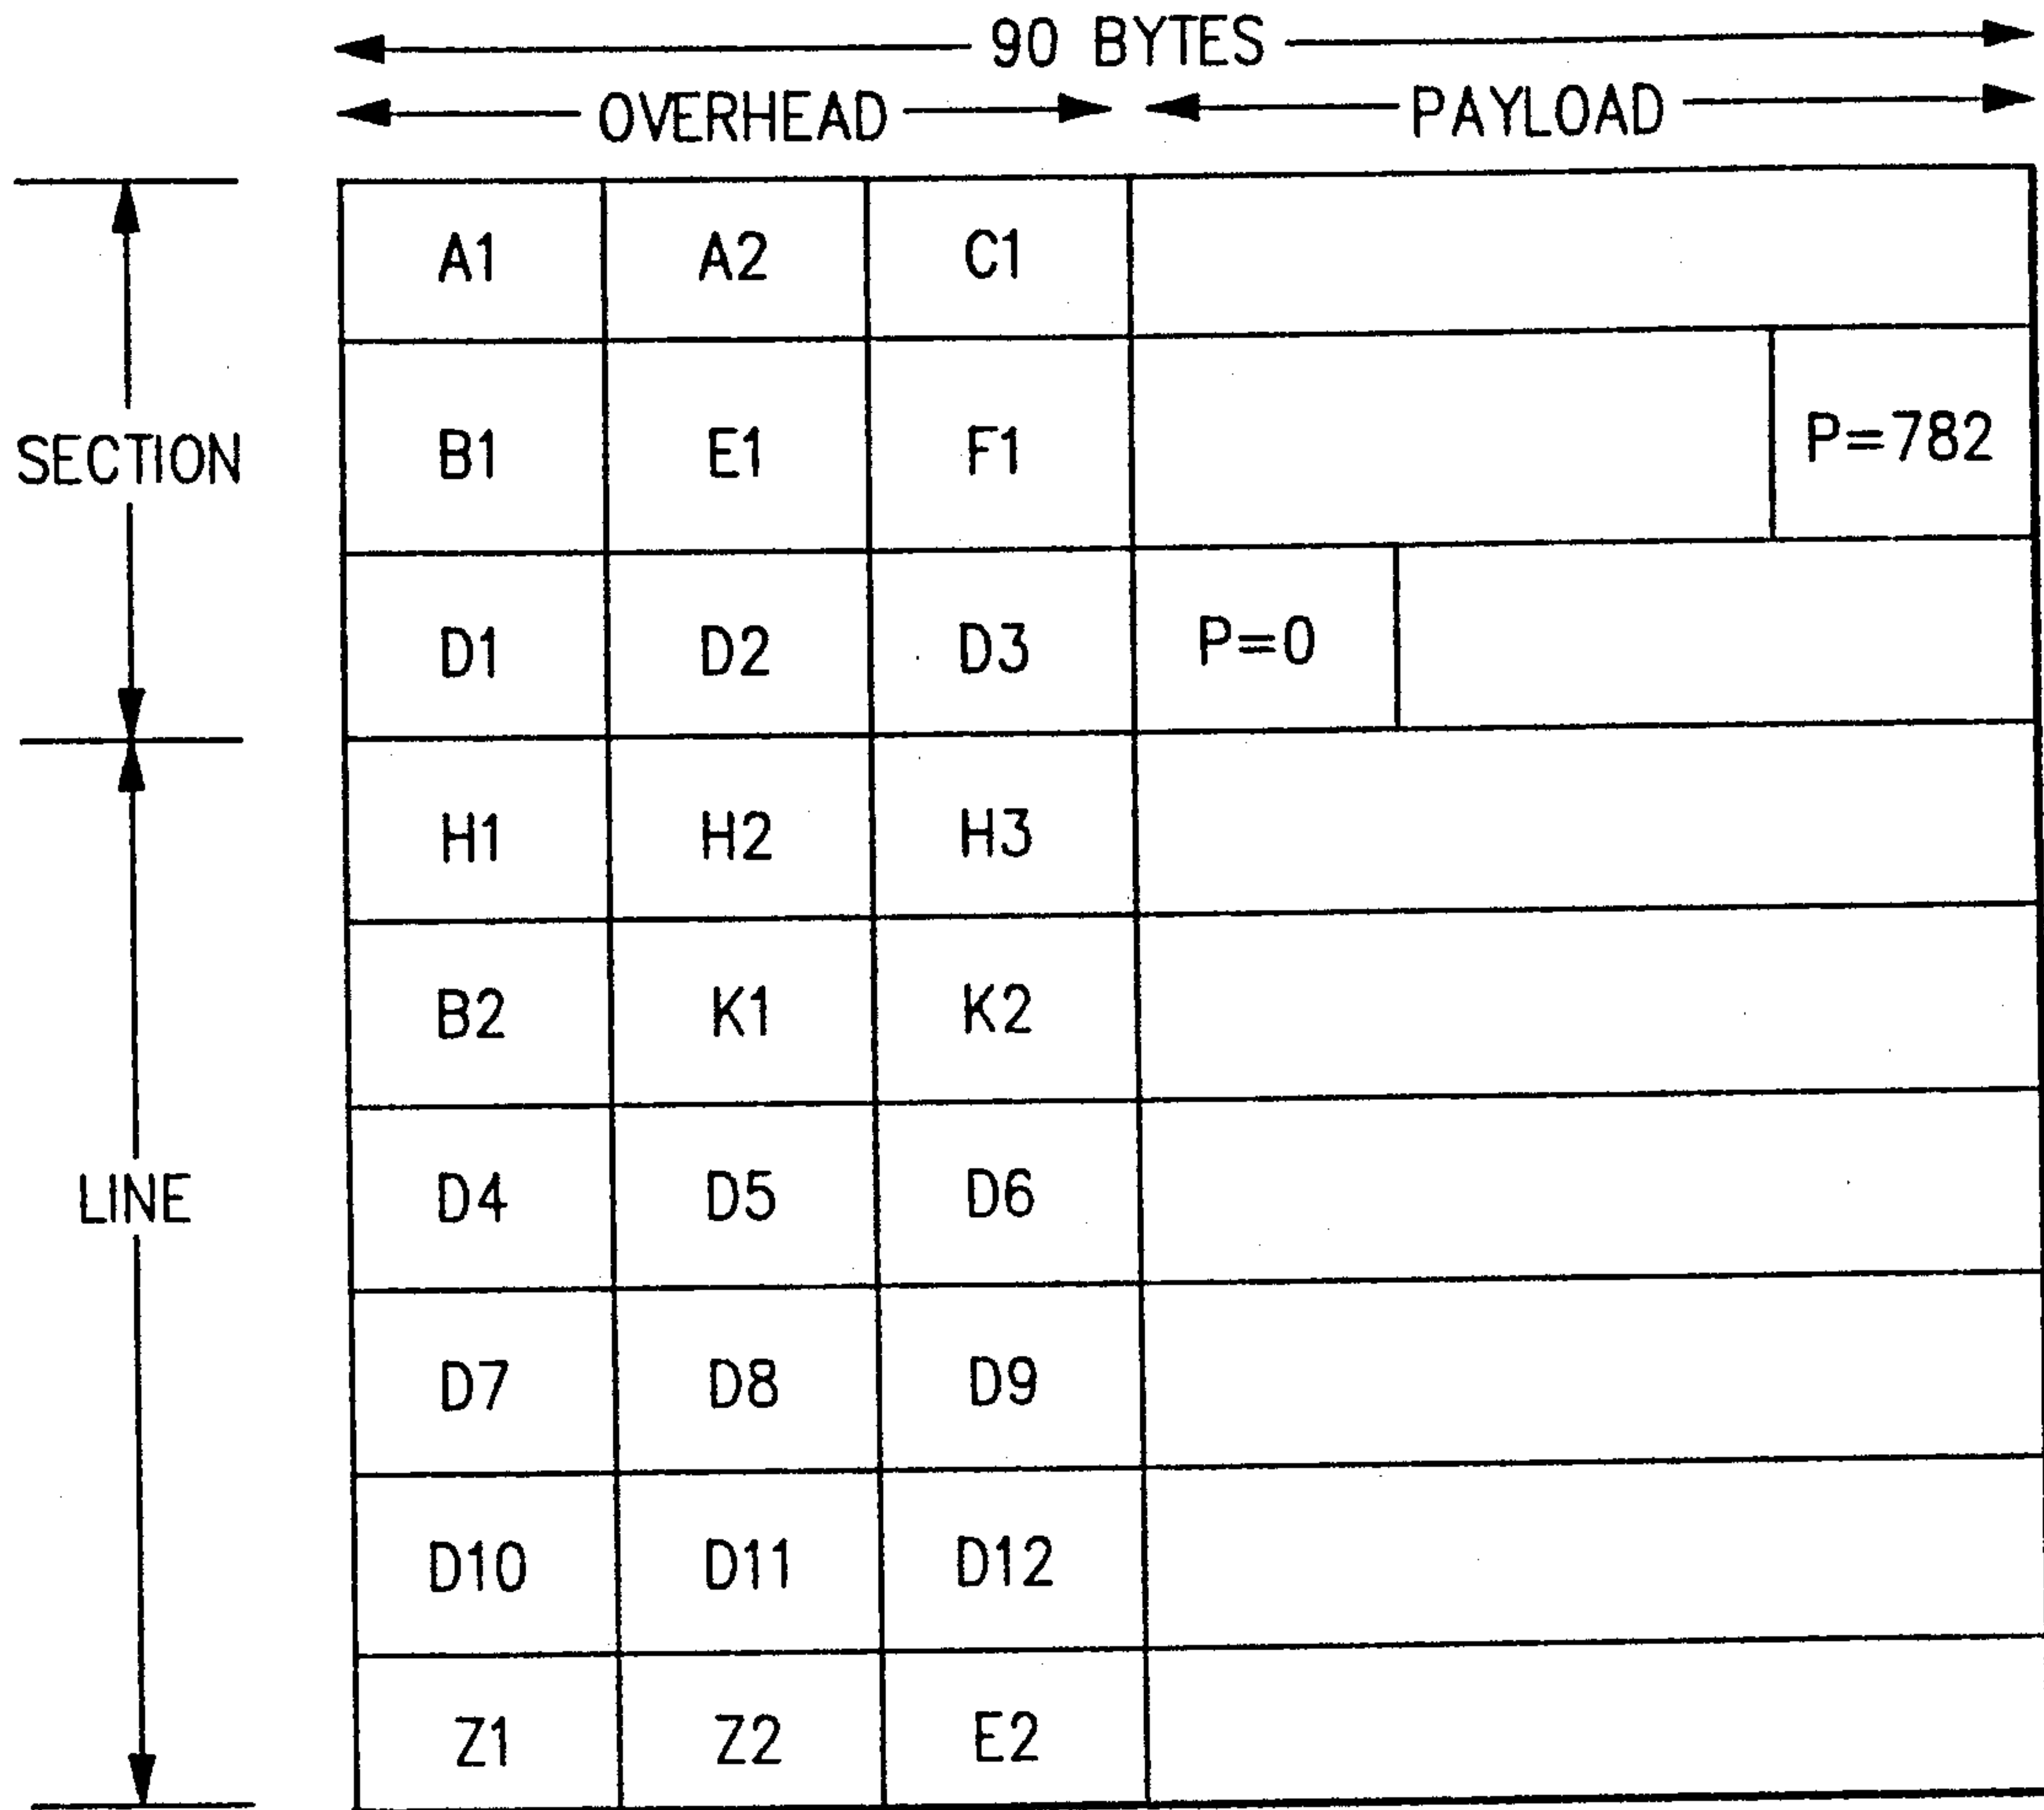 90 BYTES
OVERHEAD PAYLOAD
A1 A2 C1
SECTION B1 E1 F1 P=782
D1 D2 D3 P=0
H1 H2 H3
B2 K1 K2
LINE D4 D5 D6
D7 D8 D9
D10 D11 D12
Z1 Z2 E2